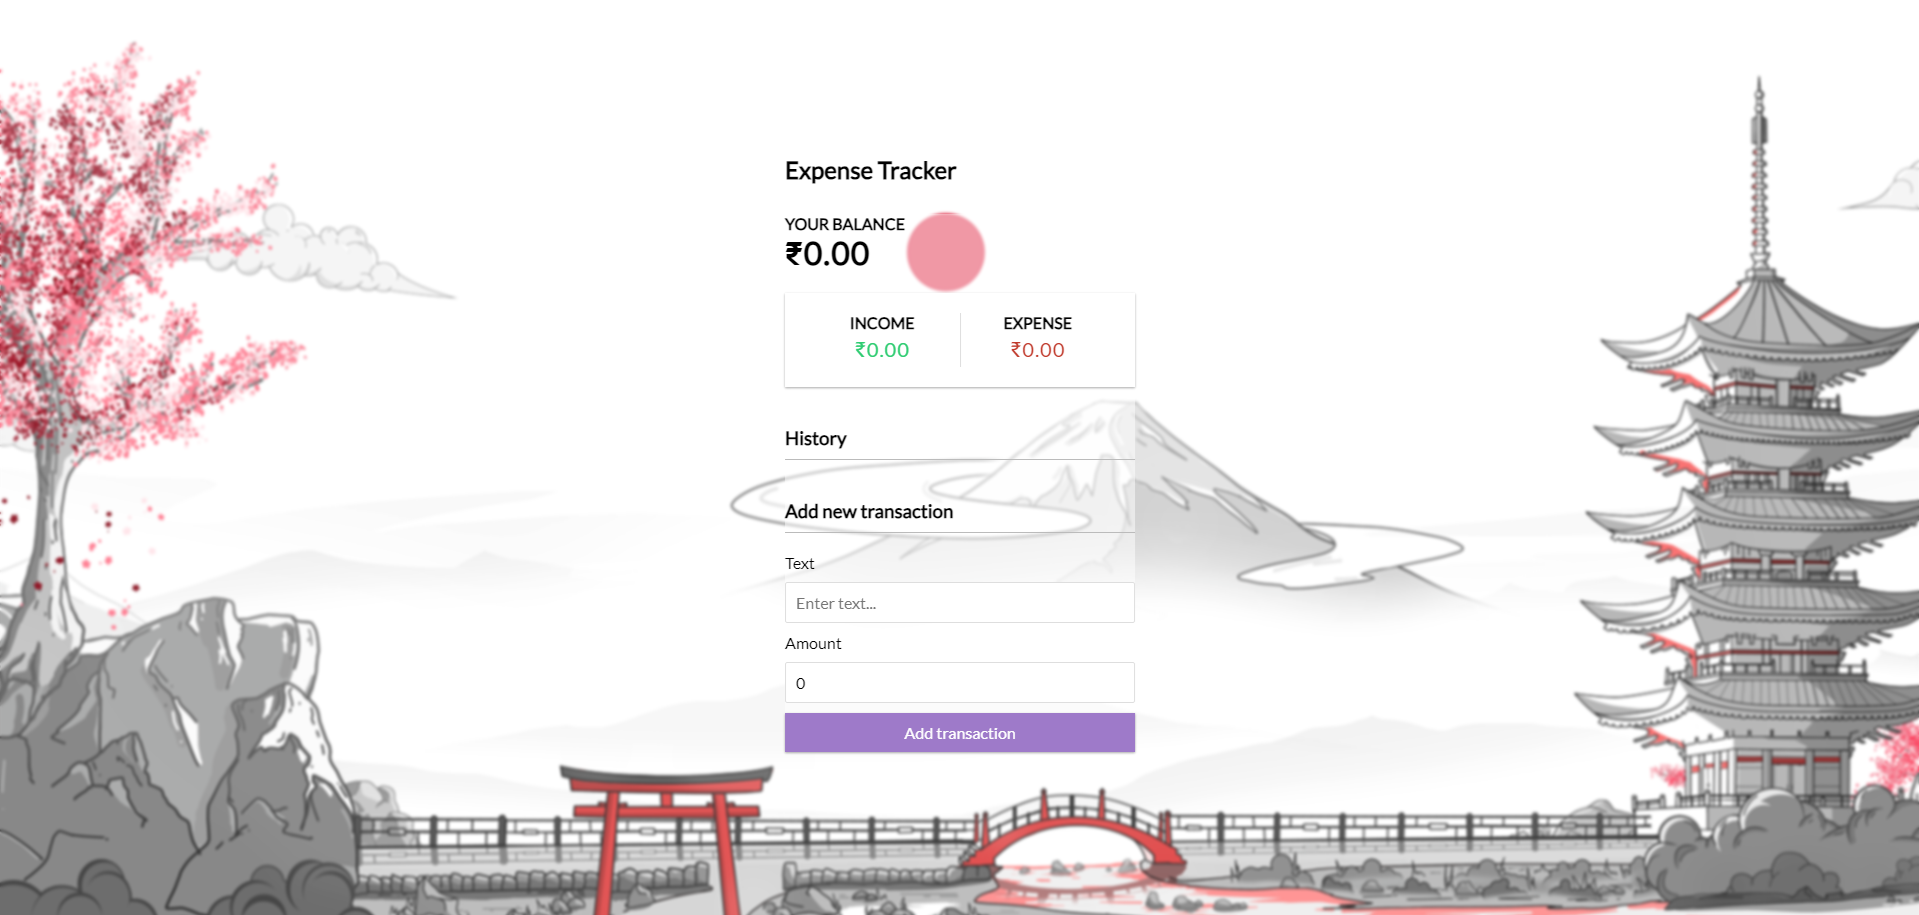 Expense Tracker
YOUR BALANCE
₹0.00
INCOME
₹0.00
EXPENSE
₹0.00
History
Add new transaction
Text
Enter text...
Amount
0
Add transaction